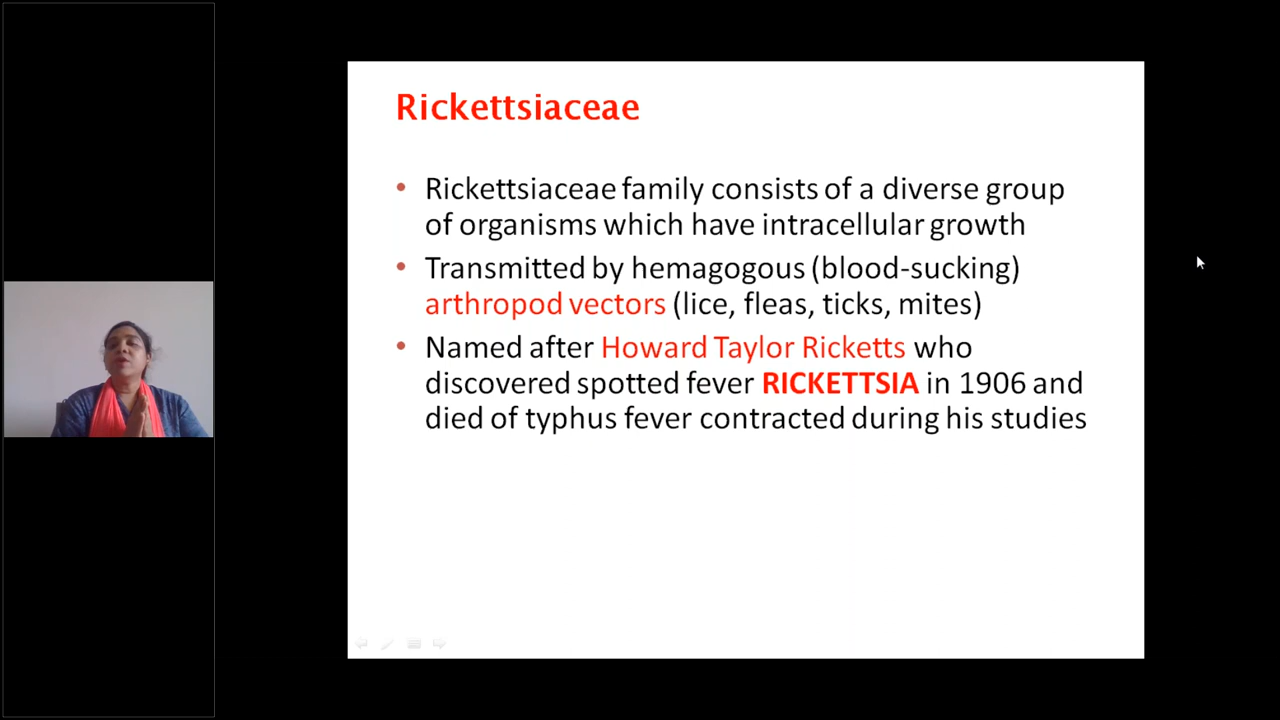 Rickettsiaceae
• Rickettsiaceae family consists of a diverse group
of organisms which have intracellular growth
• Transmitted by hemagogous (blood-sucking)
arthropod vectors (lice, fleas, ticks, mites)
• Named after Howard Taylor Ricketts who
discovered spotted fever RICKETTSIA in 1906 and
died of typhus fever contracted during his studies